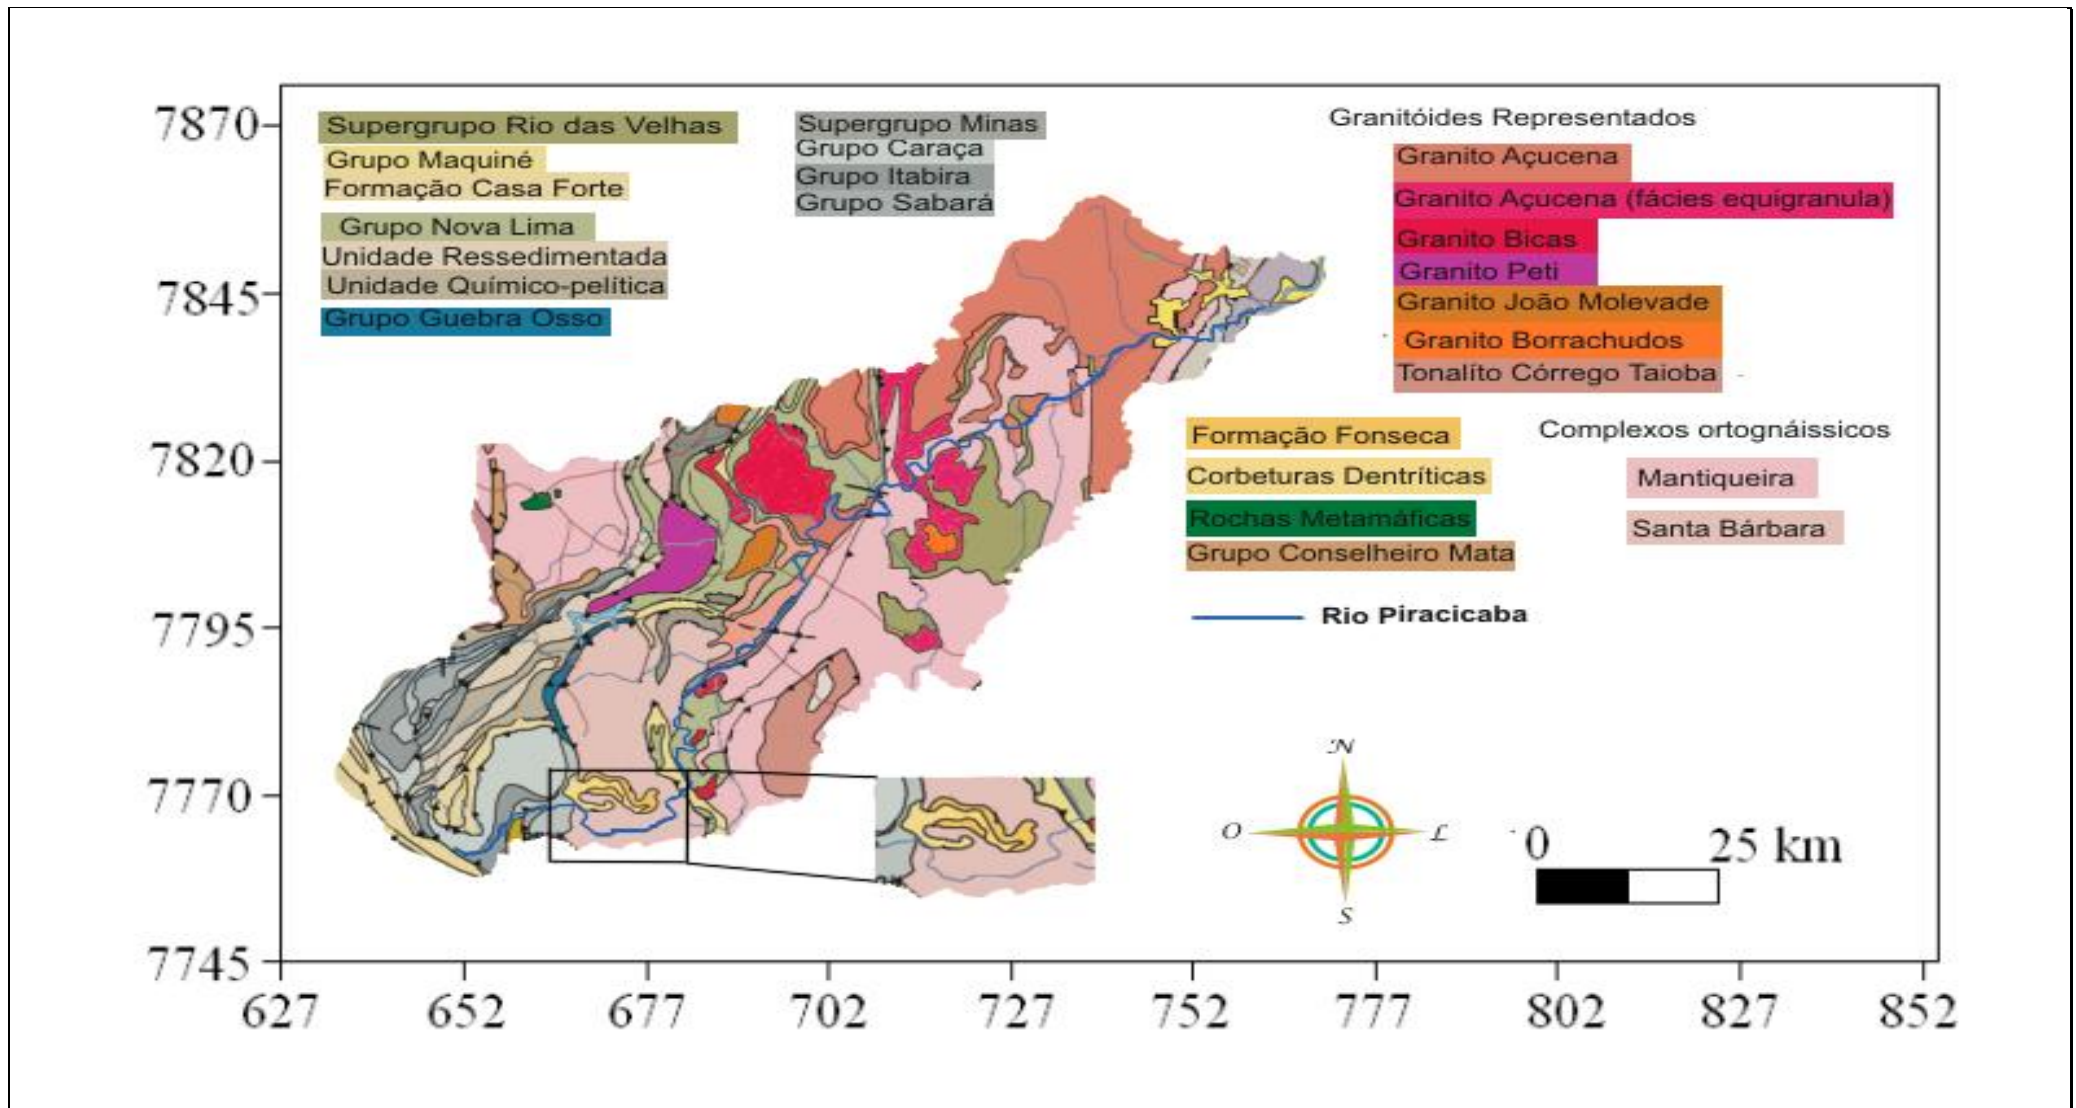 7870
7845
7820
7795
7770
7745
Supergrupo Rio das Velhas
Grupo Maquiné
Formação Casa Forte
Grupo Nova Lima
Unidade Ressedimentada
Unidade Químico-pelítica
Grupo Guebra Osso
Supergrupo Minas
Grupo Caraça
Grupo Itabira
Grupo Sabará
Granitóides Representados
Granito Açucena
Granito Açucena (fácies equigranula)
Granito Bicas
Granito Peti
Granito João Molevade
Granito Borrachudos
Tonalíto Córrego Taioba
Formação Fonseca
Corbeturas Dentríticas
Rochas Metamáficas
Grupo Conselheiro Mata
Complexos ortognáissicos
Mantiqueira
Santa Bárbara
Rio Piracicaba
N
O
L
S
0 25 km
627 652 677 702 727 752 777 802 827 852